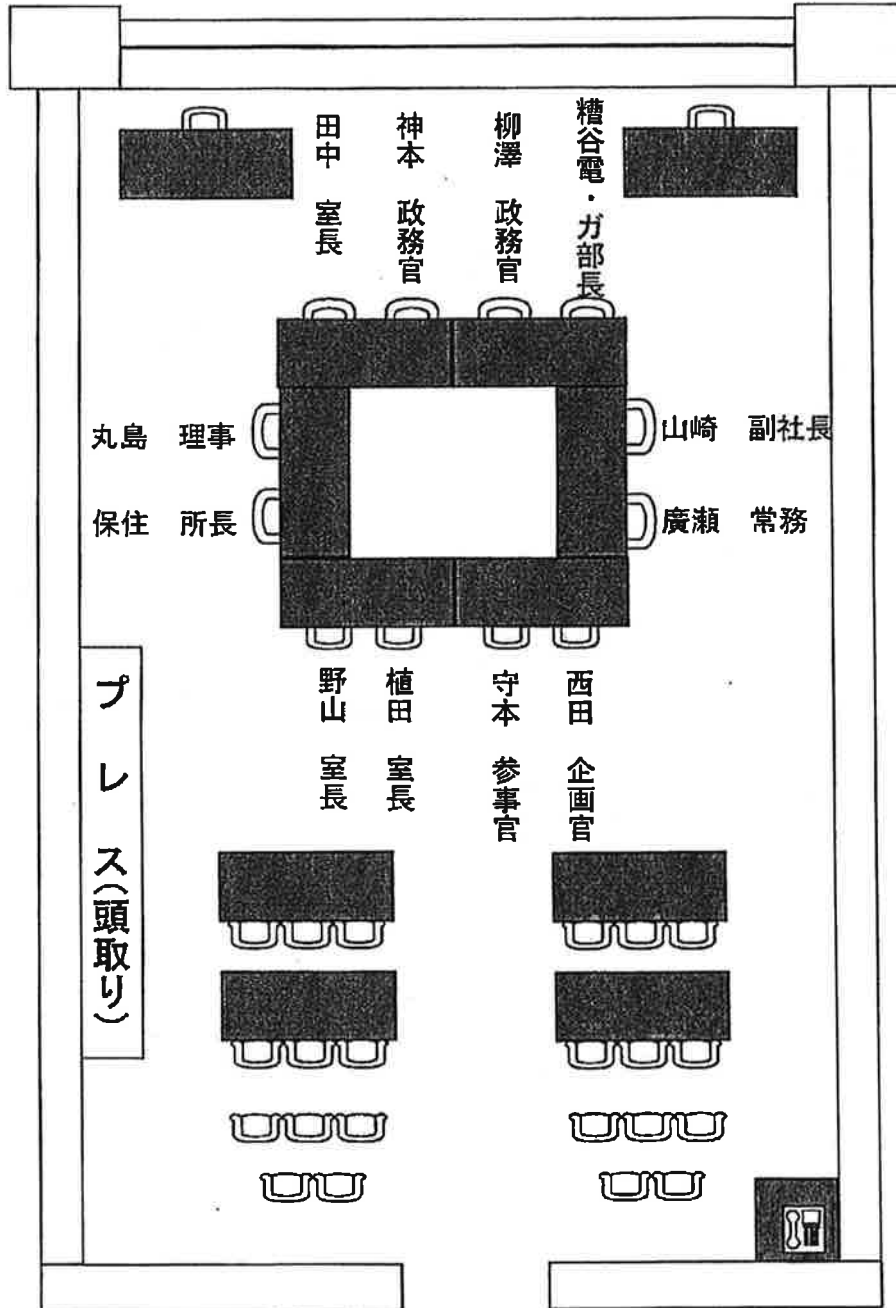 田中　室長
神本　政務官
柳澤　政務官
糟谷電・ガ部長
丸島　理事
山崎　副社長
保住　所長
廣瀬　常務
野山　室長
植田　室長
守本　参事官
西田　企画官
プレス（頭取り）